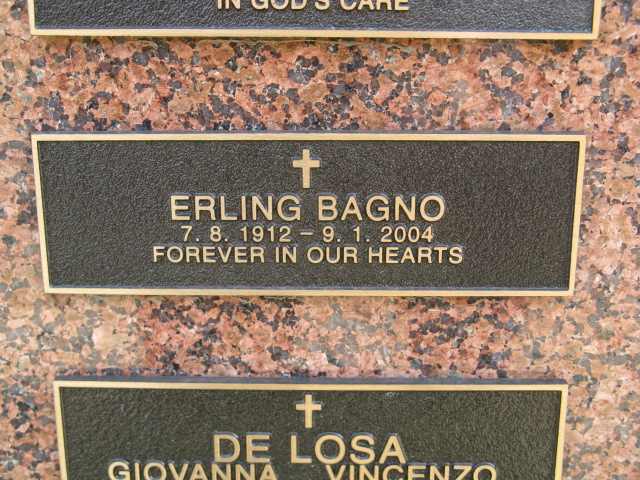 IN GOD'S CARE
ERLING BAGNO
7. 8. 1912 – 9. 1. 2004
FOREVER IN OUR HEARTS
DE LOSA
GIOVANNA VINCENZO